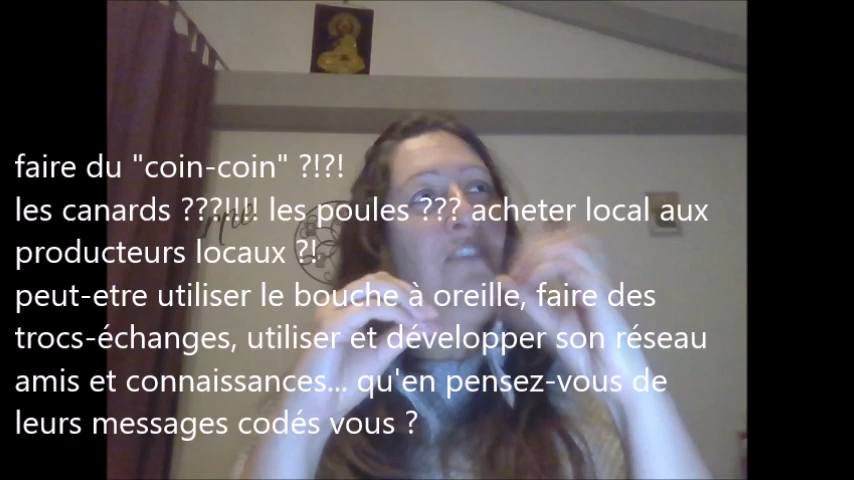 faire du "coin-coin" ?!?!
les canards ???!!!! les poules ??? acheter local aux
producteurs locaux ?!
peut-etre utiliser le bouche à oreille, faire des
trocs-échanges, utiliser et développer son réseau
amis et connaissances... qu'en pensez-vous de
leurs messages codés vous ?